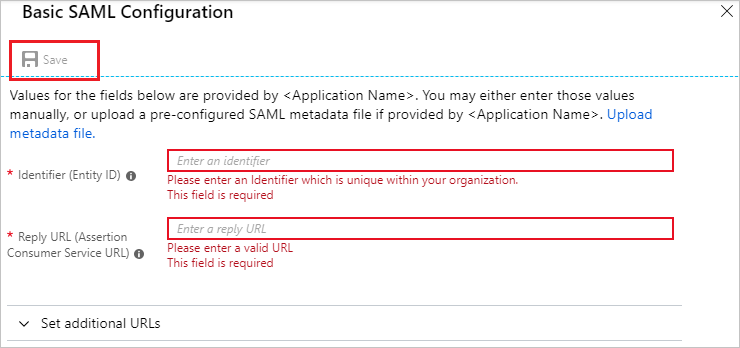 Basic SAML Configuration
Save
Values for the fields below are provided by <Application Name>. You may either enter those values
manually, or upload a pre-configured SAML metadata file if provided by <Application Name>. Upload
metadata file.
* Identifier (Entity ID)
Enter an identifier
Please enter an Identifier which is unique within your organization.
This field is required
* Reply URL (Assertion
Consumer Service URL)
Enter a reply URL
Please enter a valid URL
This field is required
Set additional URLs